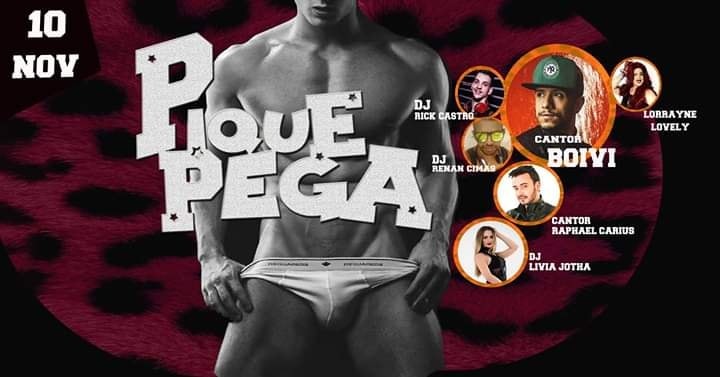 10
NOV
PIQUE
PEGA
DJ
RICK CASTRO
DJ
RENAN CIMAS
CANTOR
BOIVI
LORRAYNE
LOVELY
CANTOR
RAPHAEL CARIUS
DJ
LIVIA JOTHA